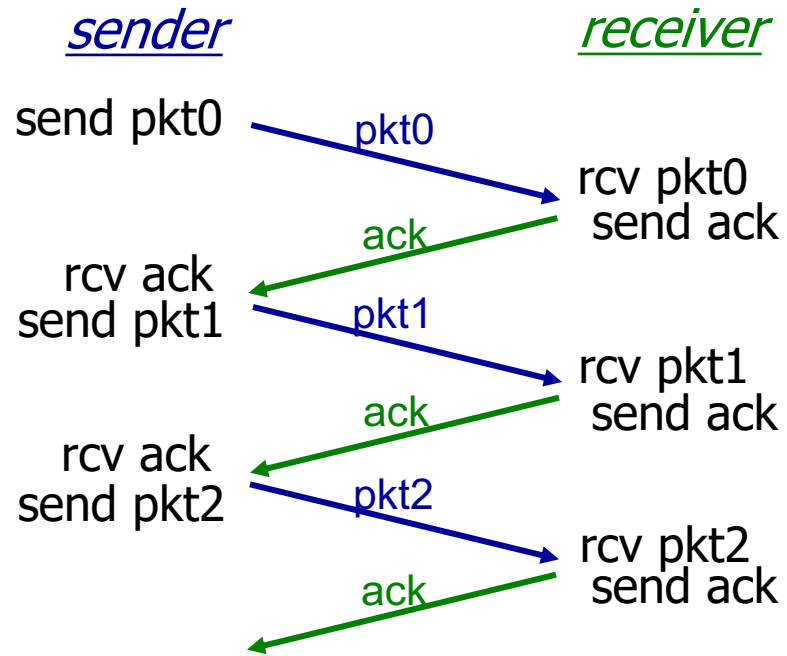 sender
receiver
send pkt0
pkt0
rcv pkt0
send ack
ack
rcv ack
send pkt1
pkt1
rcv pkt1
send ack
ack
rcv ack
send pkt2
pkt2
rcv pkt2
send ack
ack